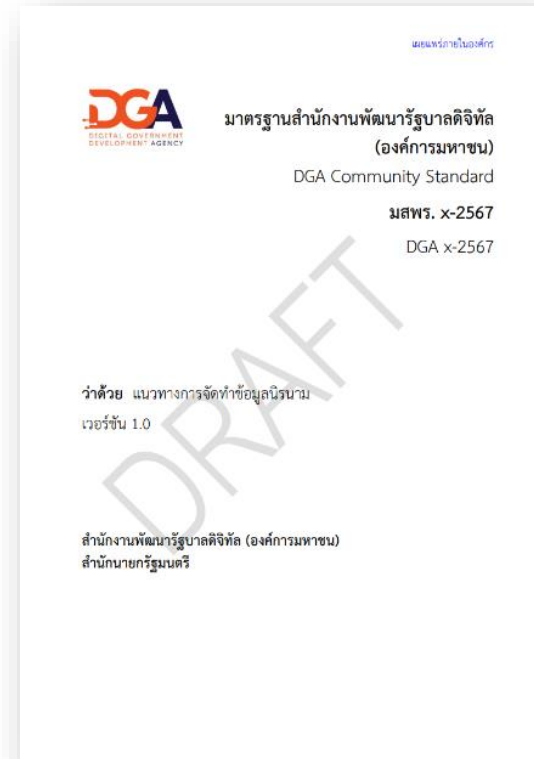 เผยแพร่ภายในองค์กร
DGA
DIGITAL GOVERNMENT
DEVELOPMENT AGENCY
มาตรฐานสำนักงานพัฒนารัฐบาลดิจิทัล
(องค์การมหาชน)
DGA Community Standard
มสพร. x-2567
DGA x-2567
DRAFT
ว่าด้วย แนวทางการจัดทำข้อมูลนิรนาม
เวอร์ชัน 1.0
สำนักงานพัฒนารัฐบาลดิจิทัล (องค์การมหาชน)
สำนักนายกรัฐมนตรี